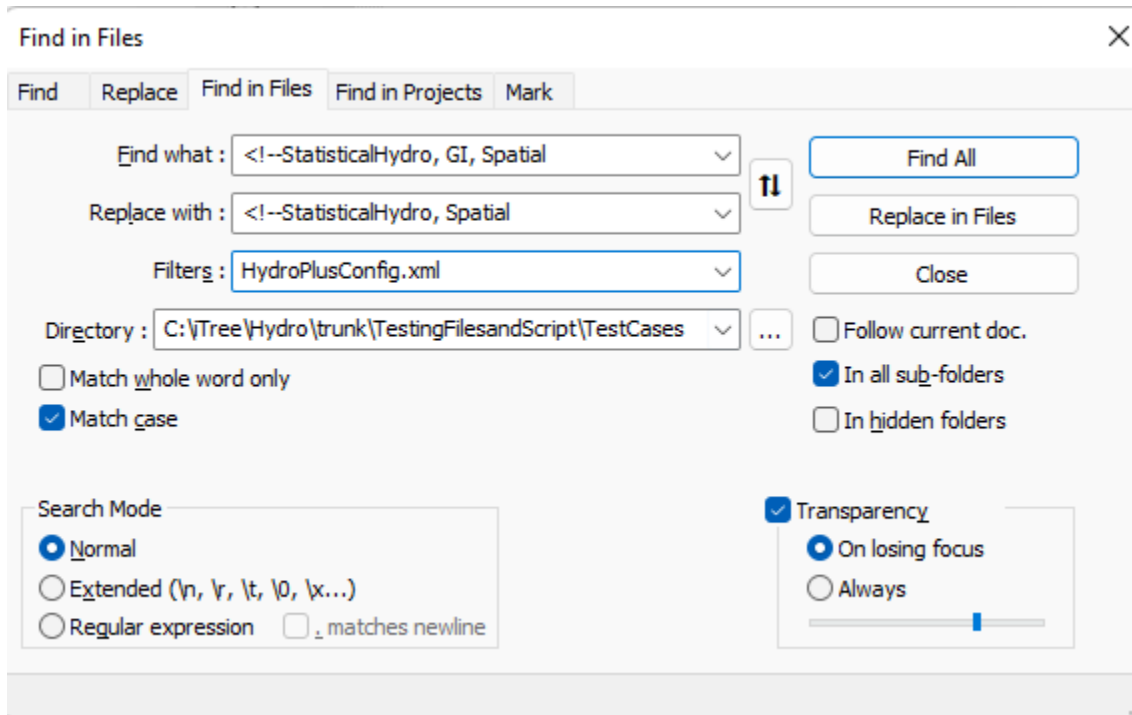 Find in Files
Find Replace Find in Files Find in Projects Mark
Find what : <!--StatisticalHydro, GI, Spatial Find All
Replace with : <!--StatisticalHydro, Spatial Replace in Files
Filters : HydroPlusConfig.xml Close
Directory : C:\iTree\Hydro\trunk\TestingFilesandScript\TestCases ... Follow current doc.
Match whole word only In all sub-folders
Match case In hidden folders
Search Mode Transparency
Normal On losing focus
Extended (\n, \r, \t, \0, \x...) Always
Regular expression . matches newline